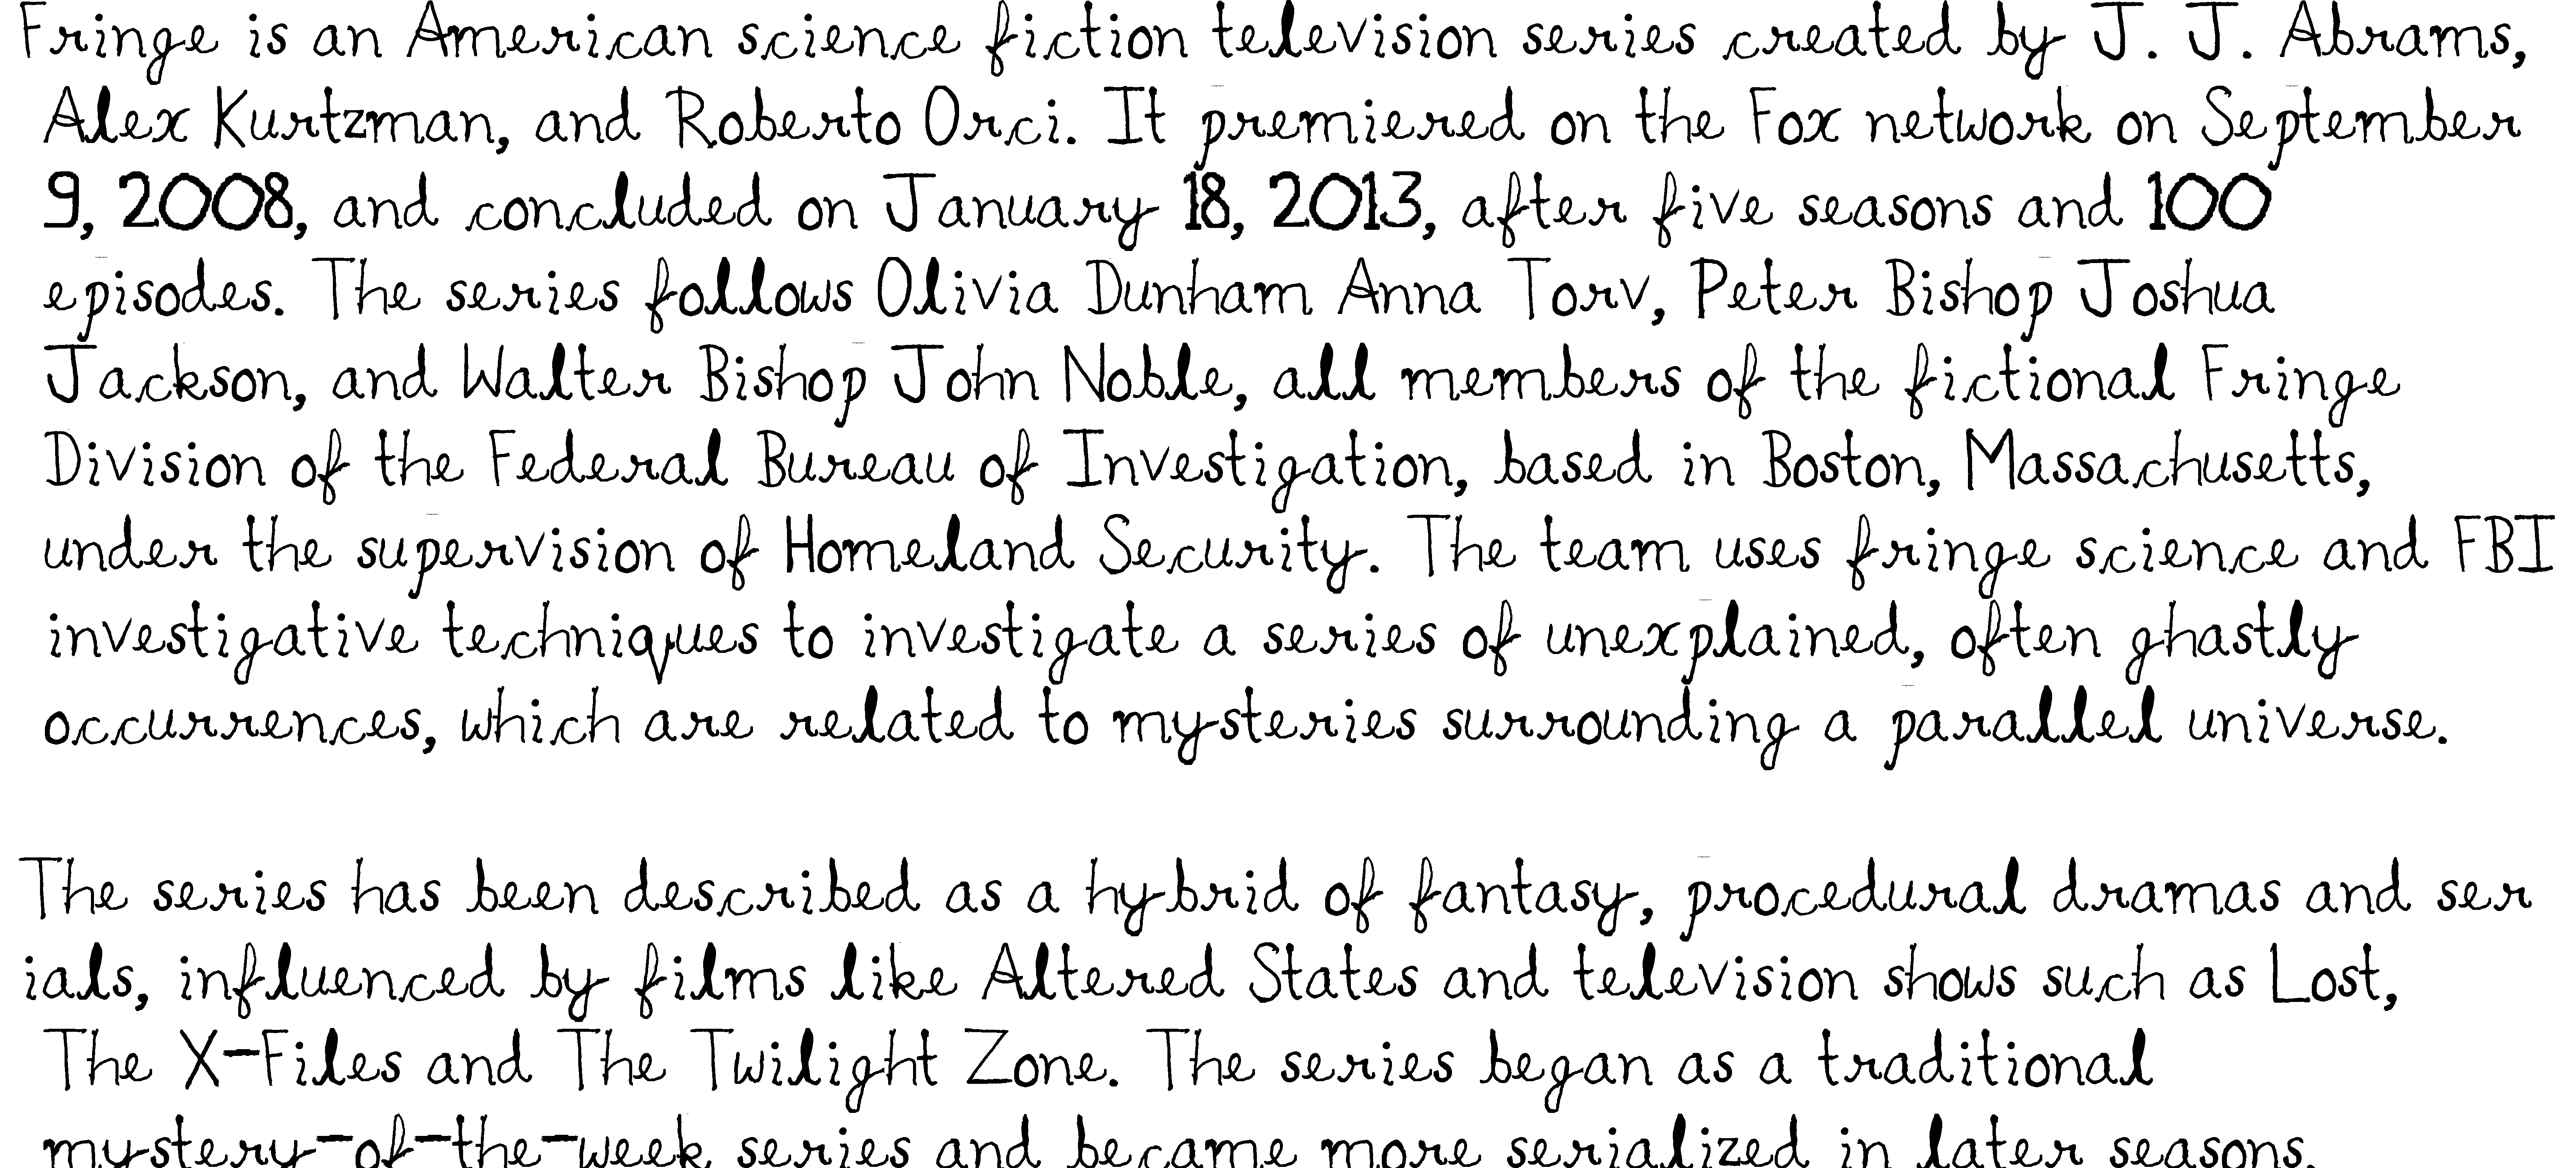 Fringe is an American science fiction television series created by J. J. Abrams,
Alex Kurtzman, and Roberto Orci. It premiered on the Fox network on September
9, 2008, and concluded on January 18, 2013, after five seasons and 100
episodes. The series follows Olivia Dunham Anna Torv, Peter Bishop Joshua
Jackson, and Walter Bishop John Noble, all members of the fictional Fringe
Division of the Federal Bureau of Investigation, based in Boston, Massachusetts,
under the supervision of Homeland Security. The team uses fringe science and FBI
investigative techniques to investigate a series of unexplained, often ghastly
occurrences, which are related to mysteries surrounding a parallel universe.
The series has been described as a hybrid of fantasy, procedural dramas and ser
ials, influenced by films like Altered States and television shows such as Lost,
The X-Files and The Twilight Zone. The series began as a traditional
mystery-of-the-week series and became more serialized in later seasons.